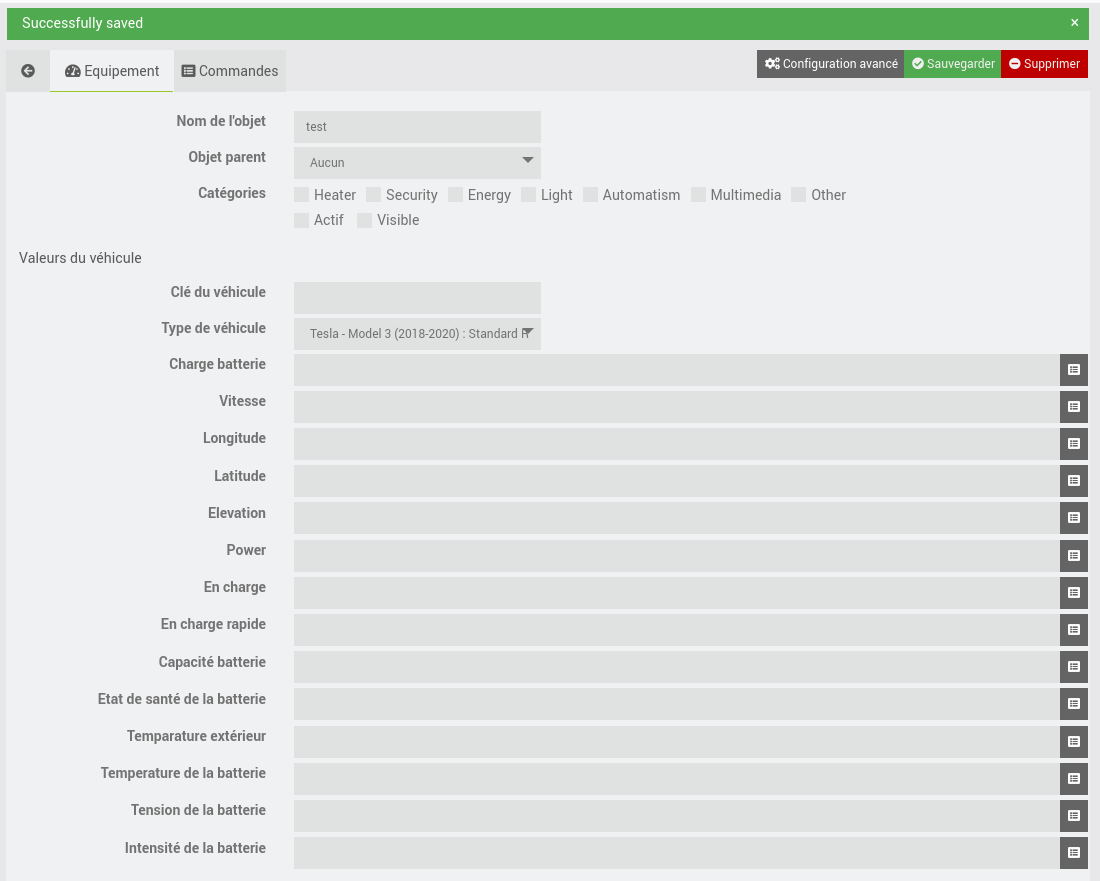 Successfully saved ×
Equipement Commandes Configuration avancé Sauvegarder Supprimer
Nom de l'objet test
Objet parent Aucun
Catégories Heater Security Energy Light Automatism Multimedia Other
Actif Visible
Valeurs du véhicule
Clé du véhicule
Type de véhicule Tesla - Model 3 (2018-2020) : Standard
Charge batterie
Vitesse
Longitude
Latitude
Elevation
Power
En charge
En charge rapide
Capacité batterie
Etat de santé de la batterie
Temparature extérieur
Temperature de la batterie
Tension de la batterie
Intensité de la batterie